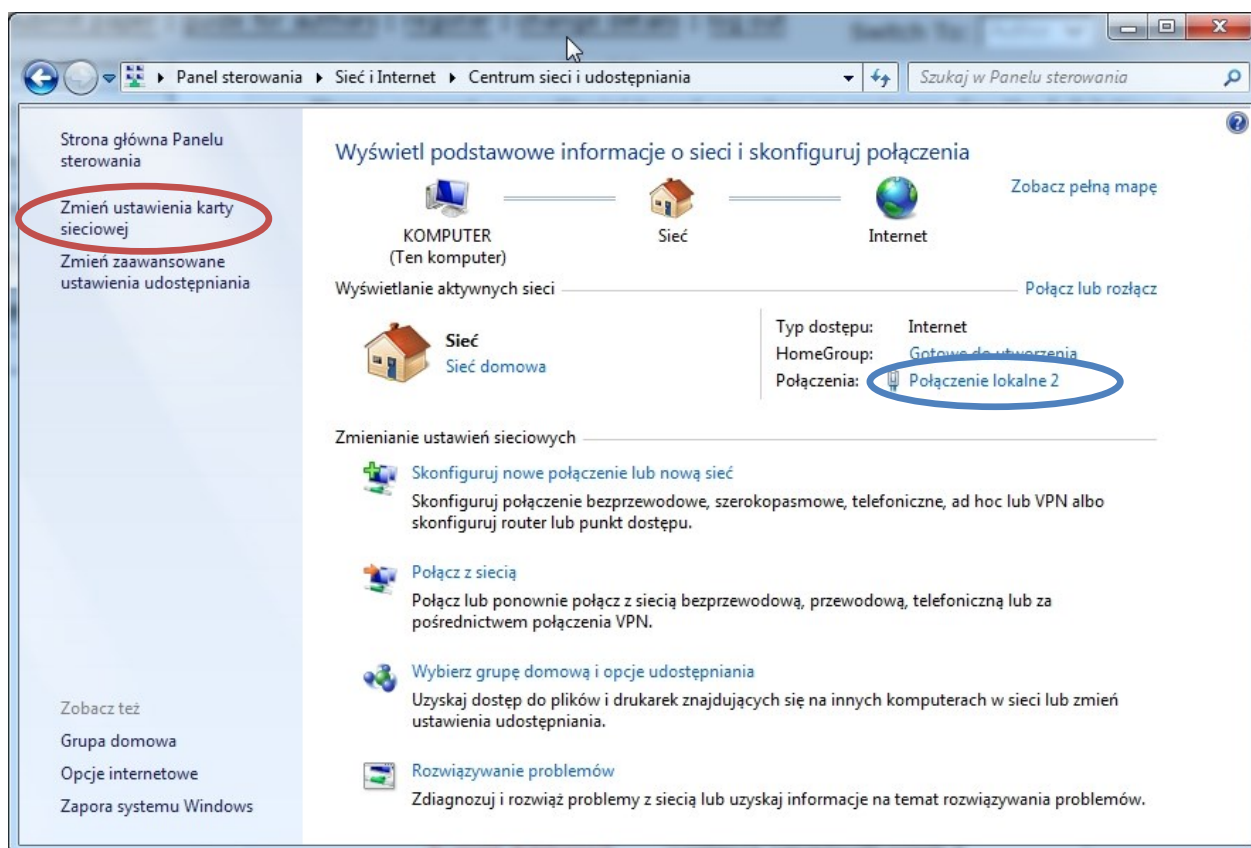 Switch To:
Panel sterowania ▸ Sieć i Internet ▸ Centrum sieci i udostępniania
Szukaj w Panelu sterowania
Strona główna Panelu
sterowania
Zmień ustawienia karty
sieciowej
Zmień zaawansowane
ustawienia udostępniania
Zobacz też
Grupa domowa
Opcje internetowe
Zapora systemu Windows
Wyświetl podstawowe informacje o sieci i skonfiguruj połączenia
Zobacz pełną mapę
KOMPUTER
(Ten komputer)
Sieć
Internet
Wyświetlanie aktywnych sieci
Połącz lub rozłącz
Sieć
Sieć domowa
Typ dostępu: Internet
HomeGroup: Gotowe do utworzenia
Połączenia: Połączenie lokalne 2
Zmienianie ustawień sieciowych
Skonfiguruj nowe połączenie lub nową sieć
Skonfiguruj połączenie bezprzewodowe, szerokopasmowe, telefoniczne, ad hoc lub VPN albo
skonfiguruj router lub punkt dostępu.
Połącz z siecią
Połącz lub ponownie połącz z siecią bezprzewodową, przewodową, telefoniczną lub za
pośrednictwem połączenia VPN.
Wybierz grupę domową i opcje udostępniania
Uzyskaj dostęp do plików i drukarek znajdujących się na innych komputerach w sieci lub zmień
ustawienia udostępniania.
Rozwiązywanie problemów
Zdiagnozuj i rozwiąż problemy z siecią lub uzyskaj informacje na temat rozwiązywania problemów.